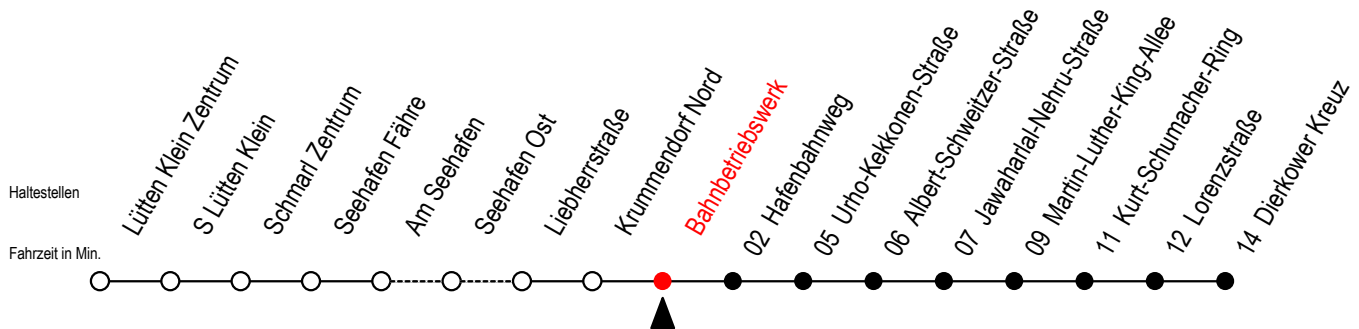 Haltestellen
Fahrzeit in Min.
Lütten Klein Zentrum
S Lütten Klein
Schmarl Zentrum
Seehafen Fähre
Am Seehafen
Seehafen Ost
Liebherrstraße
Krummendorf Nord
Bahnbetriebswerk
02 Hafenbahnweg
05 Urho-Kekkonen-Straße
06 Albert-Schweitzer-Straße
07 Jawaharlal-Nehru-Straße
09 Martin-Luther-King-Allee
11 Kurt-Schumacher-Ring
12 Lorenzstraße
14 Dierkower Kreuz